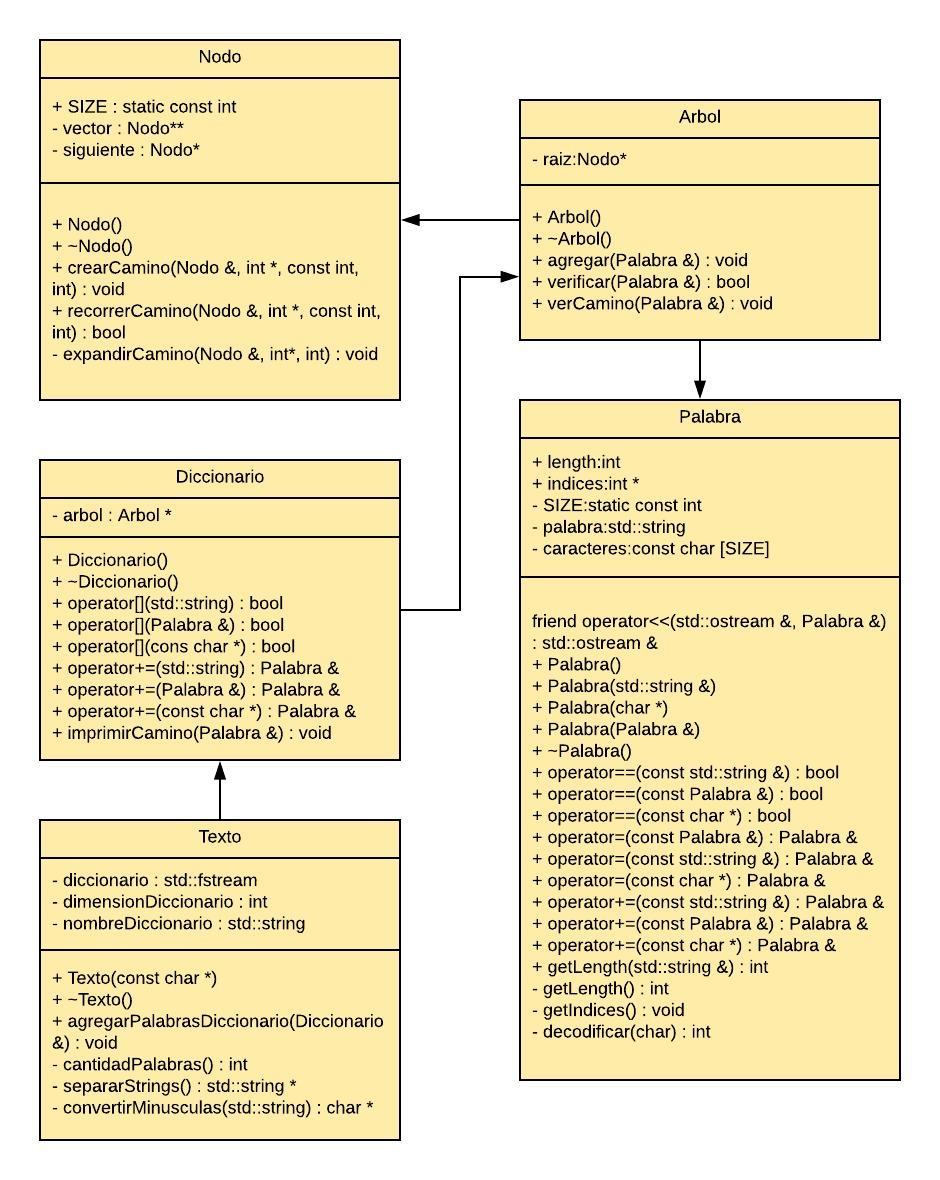 Nodo
+ SIZE : static const int
- vector : Nodo**
- siguiente : Nodo*
+ Nodo()
+ ~Nodo()
+ crearCamino(Nodo &, int *, const int,
int) : void
+ recorrerCamino(Nodo &, int *, const int,
int) : bool
- expandirCamino(Nodo &, int*, int) : void
Arbol
- raiz:Nodo*
+ Arbol()
+ ~Arbol()
+ agregar(Palabra &) : void
+ verificar(Palabra &) : bool
+ verCamino(Palabra &) : void
Diccionario
- arbol : Arbol *
+ Diccionario()
+ ~Diccionario()
+ operator[](std::string) : bool
+ operator[](Palabra &) : bool
+ operator[](cons char *) : bool
+ operator+=(std::string) : Palabra &
+ operator+=(Palabra &) : Palabra &
+ operator+=(const char *) : Palabra &
+ imprimirCamino(Palabra &) : void
Palabra
+ length:int
+ indices:int *
- SIZE:static const int
- palabra:std::string
- caracteres:const char [SIZE]
friend operator<<(std::ostream &, Palabra &)
: std::ostream &
+ Palabra()
+ Palabra(std::string &)
+ Palabra(char *)
+ Palabra(Palabra &)
+ ~Palabra()
+ operator==(const std::string &) : bool
+ operator==(const Palabra &) : bool
+ operator==(const char *) : bool
+ operator=(const Palabra &) : Palabra &
+ operator=(const std::string &) : Palabra &
+ operator=(const char *) : Palabra &
+ operator+=(const std::string &) : Palabra &
+ operator+=(const Palabra &) : Palabra &
+ operator+=(const char *) : Palabra &
+ getLength(std::string &) : int
- getLength() : int
- getIndices() : void
- decodificar(char) : int
Texto
- diccionario : std::fstream
- dimensionDiccionario : int
- nombreDiccionario : std::string
+ Texto(const char *)
+ ~Texto()
+ agregarPalabrasDiccionario(Diccionario
&) : void
- cantidadPalabras() : int
- separarStrings() : std::string *
- convertirMinusculas(std::string) : char *